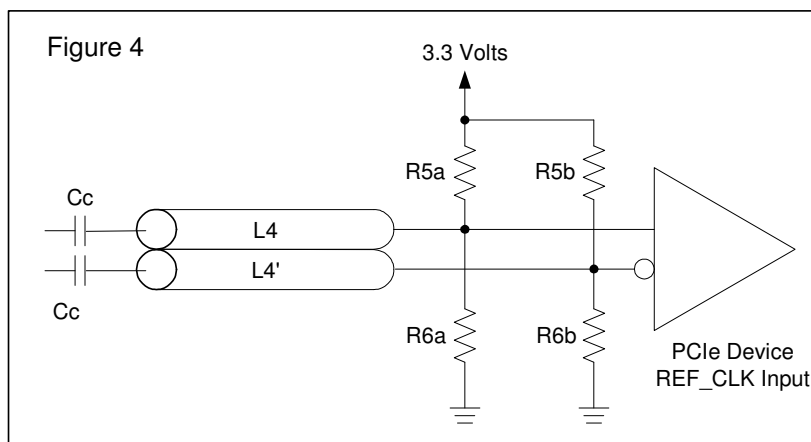 Figure 4
3.3 Volts
R5a
R5b
Cc
L4
L4'
Cc
R6a
R6b
PCIe Device
REF_CLK Input